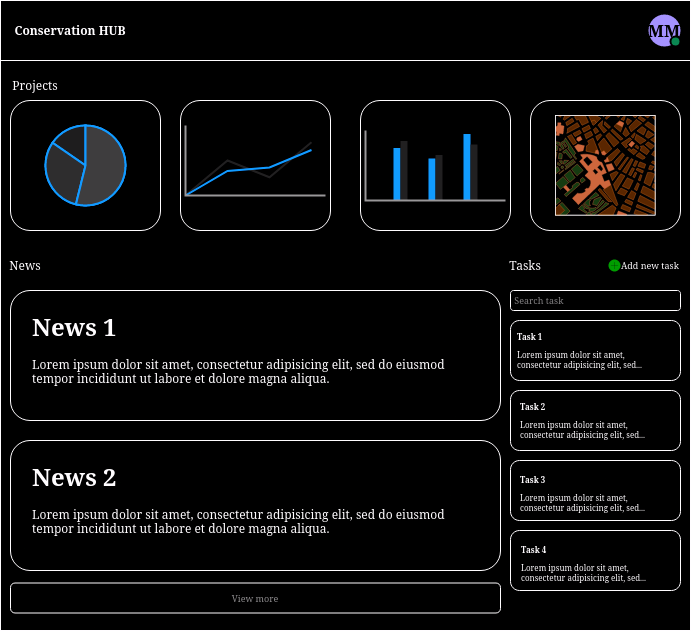 Conservation HUB
MM
Projects
News
News 1
Lorem ipsum dolor sit amet, consectetur adipisicing elit, sed do eiusmod
tempor incididunt ut labore et dolore magna aliqua.
News 2
Lorem ipsum dolor sit amet, consectetur adipisicing elit, sed do eiusmod
tempor incididunt ut labore et dolore magna aliqua.
View more
Tasks
Add new task
Search task
Task 1
Lorem ipsum dolor sit amet,
consectetur adipisicing elit, sed...
Task 2
Lorem ipsum dolor sit amet,
consectetur adipisicing elit, sed...
Task 3
Lorem ipsum dolor sit amet,
consectetur adipisicing elit, sed...
Task 4
Lorem ipsum dolor sit amet,
consectetur adipisicing elit, sed...